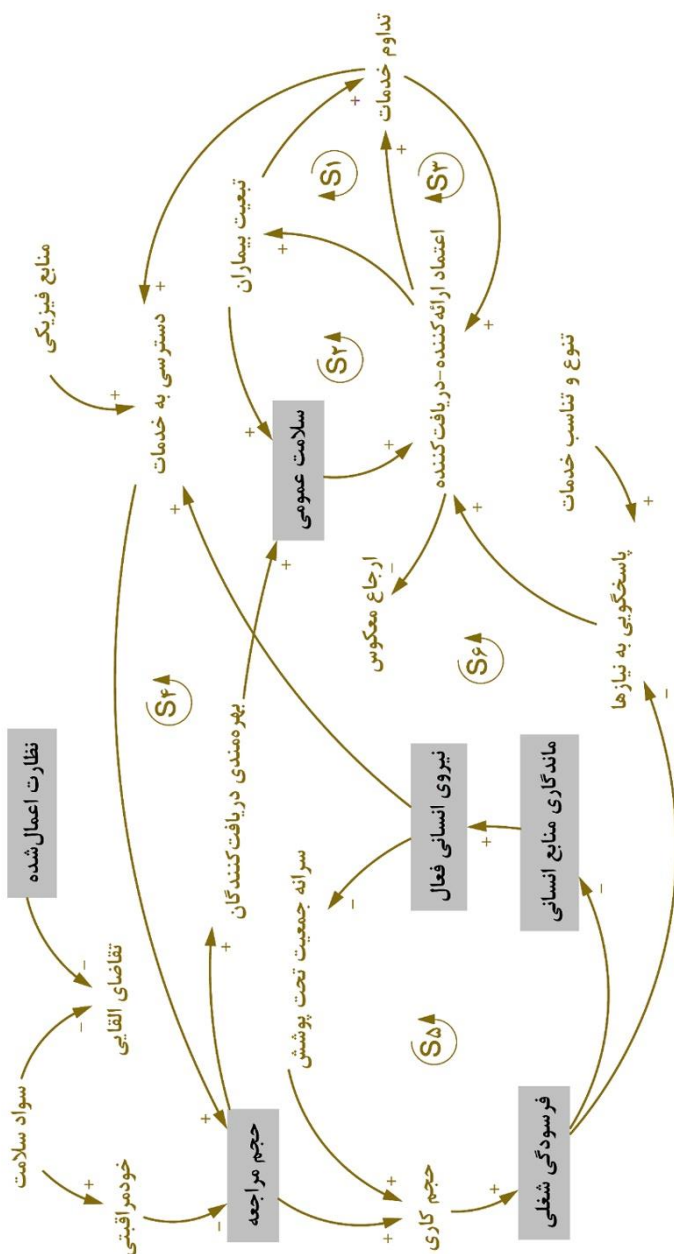 سواد سلامت
خودمراقبتی
حجم مراجعه
حجم کاری
فرسودگی شغلی
نظارت اعمال‌شده
تقاضای القایی
بهره‌مندی دریافت‌کنندگان
سرانه جمعیت تحت پوشش
نیروی انسانی فعال
ماندگاری منابع انسانی
منابع فیزیکی
دسترسی به خدمات
سلامت عمومی
ارجاع معکوس
پاسخگویی به نیازها
تبعیت بیماران
اعتماد ارائه‌کننده-دریافت‌کننده
تنوع و تناسب خدمات
تداوم خدمات
S۱
S۲
S۳
S۴
S۵
S۶